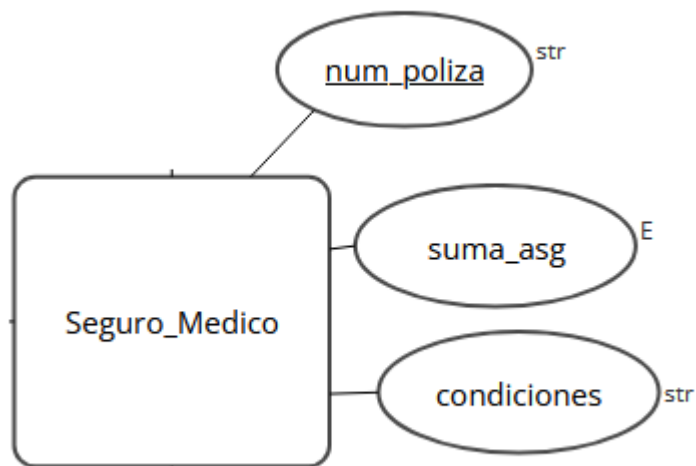 num_poliza
str
suma_asg
E
Seguro_Medico
condiciones
str